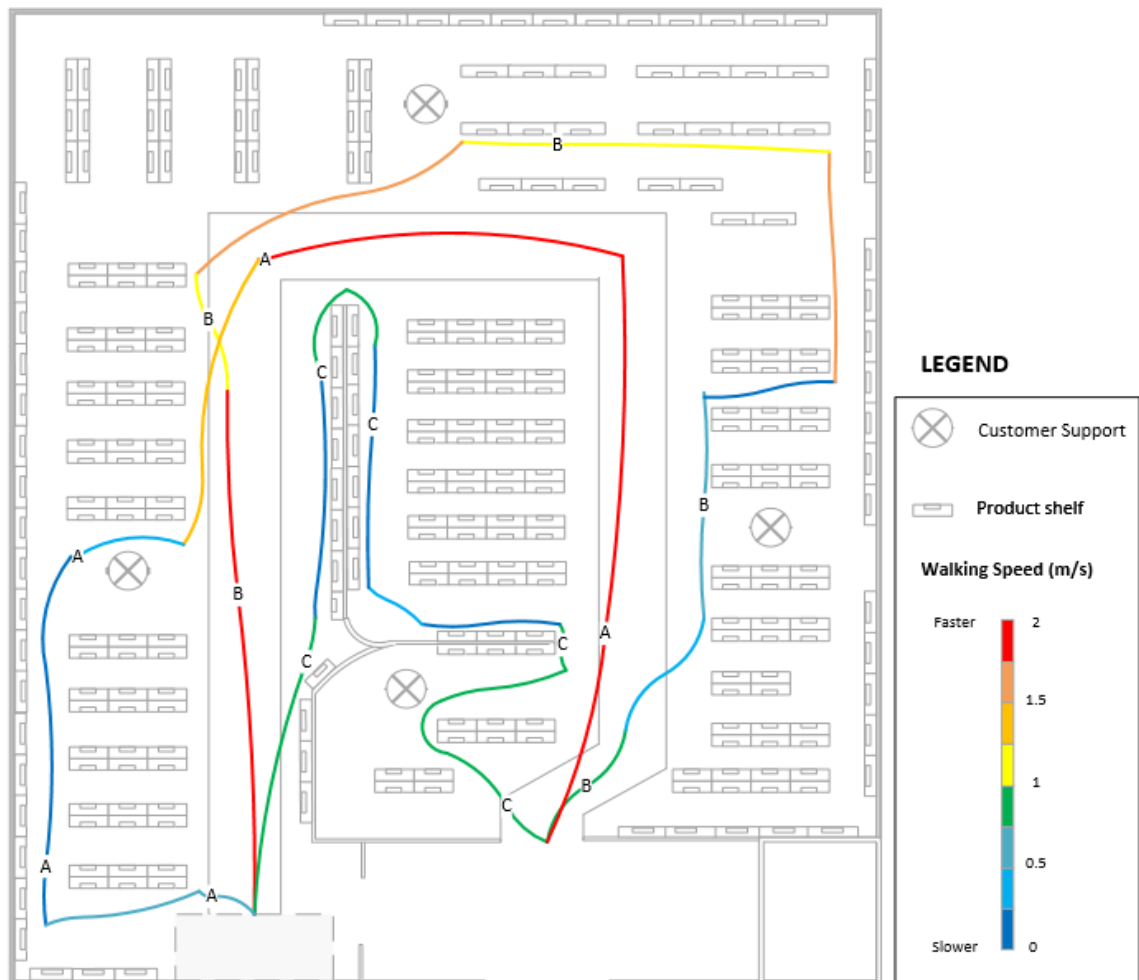 B
A
B
C
LEGEND
Customer Support
C
B
A
Product shelf
Walking Speed (m/s)
B
Faster
2
A
C
C
1.5
B
1
C
A
A
0.5
Slower
0